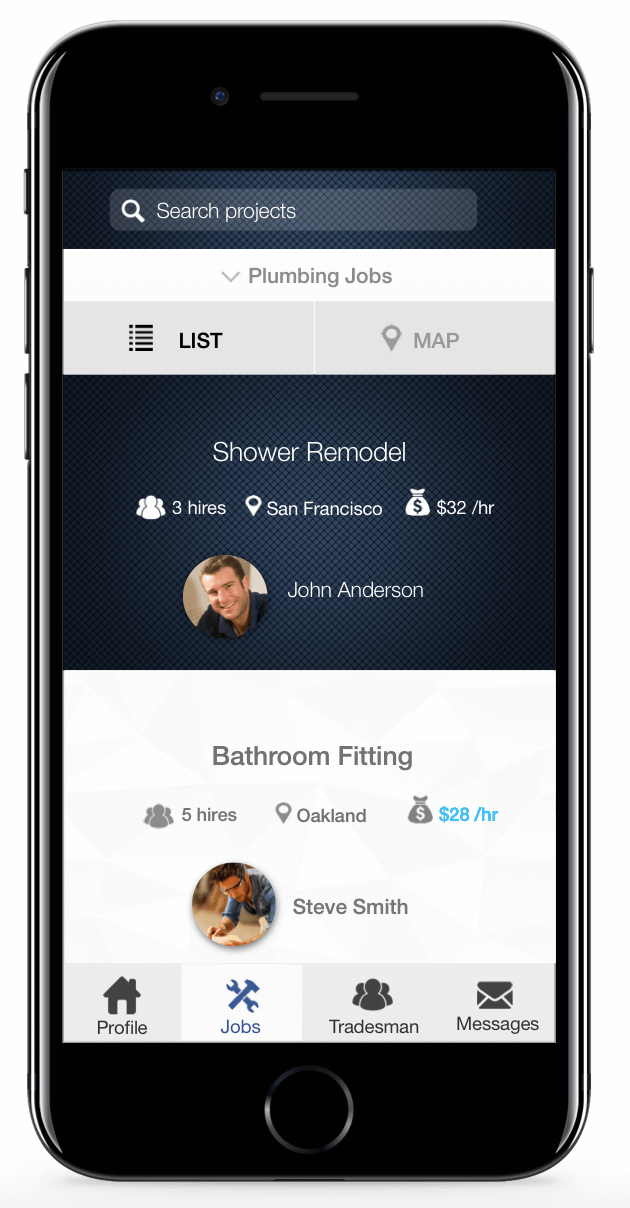 Search projects
Plumbing Jobs
LIST MAP
Shower Remodel
3 hires San Francisco $32 /hr
John Anderson
Bathroom Fitting
5 hires Oakland $28 /hr
Steve Smith
Profile Jobs Tradesman Messages